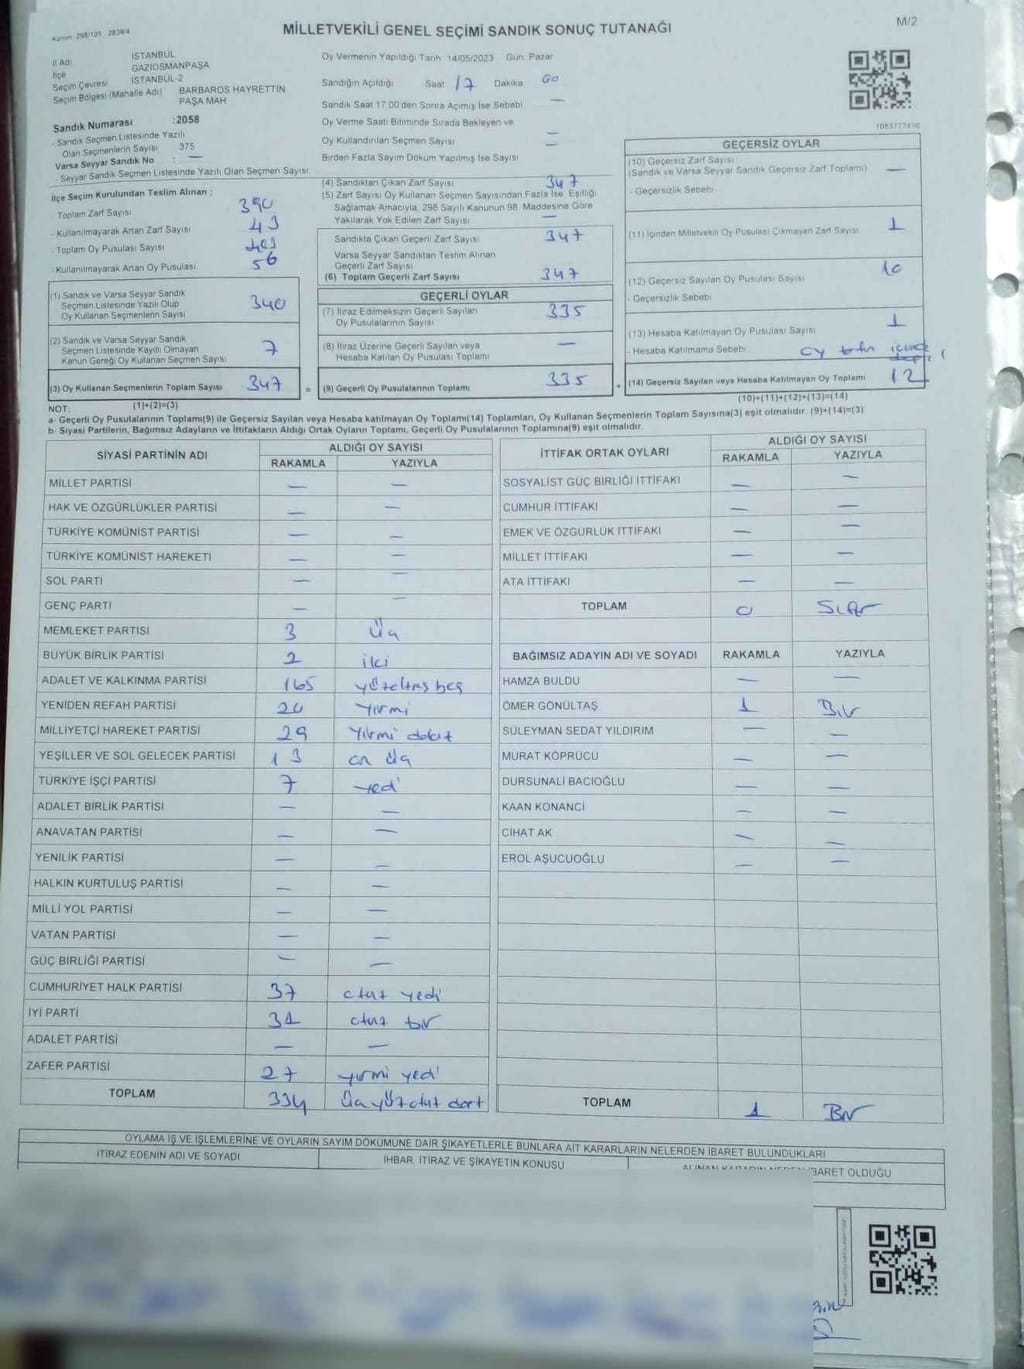 MİLLETVEKİLİ GENEL SEÇİMİ SANDIK SONUÇ TUTANAĞI
M/2
İl Adı İSTANBUL
İlçe GAZİOSMANPAŞA
Seçim Çevresi İSTANBUL-2
Seçim Bölgesi (Mahalle Adı) BARBAROS HAYRETTİN PAŞA MAH
Sandık Numarası :2058
- Sandık Seçmen Listesinde Yazılı
Olan Seçmenlerin Sayısı 375
Varsa Seyyar Sandık No : —
- Seyyar Sandık Seçmen Listesinde Yazılı Olan Seçmen Sayısı
İlçe Seçim Kurulundan Teslim Alınan ;
Toplam Zarf Sayısı 390
- Kullanılmayarak Artan Zarf Sayısı 43
- Toplam Oy Pusulası Sayısı
- Kullanılmayarak Artan Oy Pusulası 56
(1) Sandık ve Varsa Seyyar Sandık
Seçmen Listesinde Yazılı Olup
Oy Kullanan Seçmenlerin Sayısı 340
(2) Sandık ve Varsa Seyyar Sandık
Seçmen Listesinde Kayıtlı Olmayan
Kanun Gereği Oy Kullanan Seçmen Sayısı 7
(3) Oy Kullanan Seçmenlerin Toplam Sayısı 347
(1)+(2)=(3)
Oy Vermenin Yapıldığı Tarih 14/05/2023 Gün Pazar
Sandığın Açıldığı Saat 17 Dakika 00
Sandık Saat 17.00'den Sonra Açımış İse Sebebi —
Oy Verme Saati Bitiminde Sırada Bekleyen ve
Oy Kullandırılan Seçmen Sayısı —
Birden Fazla Sayım Döküm Yapılmış İse Sayısı —
(4) Sandıktan Çıkan Zarf Sayısı 347
(5) Zarf Sayısı Oy Kullanan Seçmen Sayısından Fazla İse, Eşitliği
Sağlamak Amacıyla, 298 Sayılı Kanunun 98. Maddesine Göre
Yakılarak Yok Edilen Zarf Sayısı —
Sandıkla Çıkan Geçerli Zarf Sayısı 347
Varsa Seyyar Sandıktan Teslim Alınan
Geçerli Zarf Sayısı
(6) Toplam Geçerli Zarf Sayısı 347
GEÇERLİ OYLAR
(7) İtiraz Edilmeksizin Geçerli Sayılan
Oy Pusulalarının Sayısı 335
(8) İtiraz Üzerine Geçerli Sayılan veya
Hesaba Katılan Oy Pusulası Toplamı —
= (9) Geçerli Oy Pusulalarının Toplamı 335
1083777410
GEÇERSİZ OYLAR
(10) Geçersiz Zarf Sayısı
(Sandık ve Varsa Seyyar Sandık Geçersiz Zarf Toplamı) —
- Geçersizlik Sebebi
(11) İçinden Milletvekili Oy Pusulası Çıkmayan Zarf Sayısı 1
(12) Geçersiz Sayılan Oy Pusulası Sayısı 10
- Geçersizlik Sebebi
(13) Hesaba Katılmayan Oy Pusulası Sayısı 1
- Hesaba Katılmama Sebebi
+ (14) Geçersiz Sayılan veya Hesaba Katılmayan Oy Toplamı 12
(10)+(11)+(12)+(13)=(14)
NOT:
a- Geçerli Oy Pusulalarının Toplamı(9) ile Geçersiz Sayılan veya Hesaba katılmayan Oy Toplamı(14) Toplamları, Oy Kullanan Seçmenlerin Toplam Sayısına(3) eşit olmalıdır. (9)+(14)=(3)
b- Siyasi Partilerin, Bağımsız Adayların ve İttifakların Aldığı Ortak Oyların Toplamı, Geçerli Oy Pusulalarının Toplamına(9) eşit olmalıdır.
SİYASİ PARTİNİN ADI ALDIĞI OY SAYISI
RAKAMLA YAZIYLA
MİLLET PARTİSİ — —
HAK VE ÖZGÜRLÜKLER PARTİSİ — —
TÜRKİYE KOMÜNİST PARTİSİ — —
TÜRKİYE KOMÜNİST HAREKETİ — —
SOL PARTİ — —
GENÇ PARTİ — —
MEMLEKET PARTİSİ 3 Üç
BÜYÜK BİRLİK PARTİSİ 2 iki
ADALET VE KALKINMA PARTİSİ 165 yüzaltmış beş
YENİDEN REFAH PARTİSİ 20 Yirmi
MİLLİYETÇİ HAREKET PARTİSİ 29 Yirmi dokuz
YEŞİLLER VE SOL GELECEK PARTİSİ 13 on üç
TÜRKİYE İŞÇİ PARTİSİ 7 yedi
ADALET BİRLİK PARTİSİ — —
ANAVATAN PARTİSİ — —
YENİLİK PARTİSİ — —
HALKIN KURTULUŞ PARTİSİ — —
MİLLİ YOL PARTİSİ — —
VATAN PARTİSİ — —
GÜÇ BİRLİĞİ PARTİSİ — —
CUMHURİYET HALK PARTİSİ 37 otuz yedi
İYİ PARTİ 31 otuz bir
ADALET PARTİSİ — —
ZAFER PARTİSİ 27 yirmi yedi
TOPLAM 334 Üçyüz otuz dört
İTTİFAK ORTAK OYLARI ALDIĞI OY SAYISI
RAKAMLA YAZIYLA
SOSYALİST GÜÇ BİRLİĞİ İTTİFAKI — —
CUMHUR İTTİFAKI — —
EMEK VE ÖZGÜRLÜK İTTİFAKI — —
MİLLET İTTİFAKI — —
ATA İTTİFAKI — —
TOPLAM 0 Sıfır
BAĞIMSIZ ADAYIN ADI VE SOYADI RAKAMLA YAZIYLA
HAMZA BULDU — —
ÖMER GÖNÜLTAŞ 1 Bir
SÜLEYMAN SEDAT YILDIRIM — —
MURAT KÖPRÜCÜ — —
DURSUNALİ BACIOĞLU — —
KAAN KONANCİ — —
CİHAT AK — —
EROL AŞUCUOĞLU — —
TOPLAM 1 Bir
OYLAMA İŞ VE İŞLEMLERİNE VE OYLARIN SAYIM DÖKÜMÜNE DAİR ŞİKAYETLERLE BUNLARA AİT KARARLARIN NELERDEN İBARET BULUNDUKLARI
İTİRAZ EDENİN ADI VE SOYADI İHBAR, İTİRAZ VE ŞİKAYETİN KONUSU